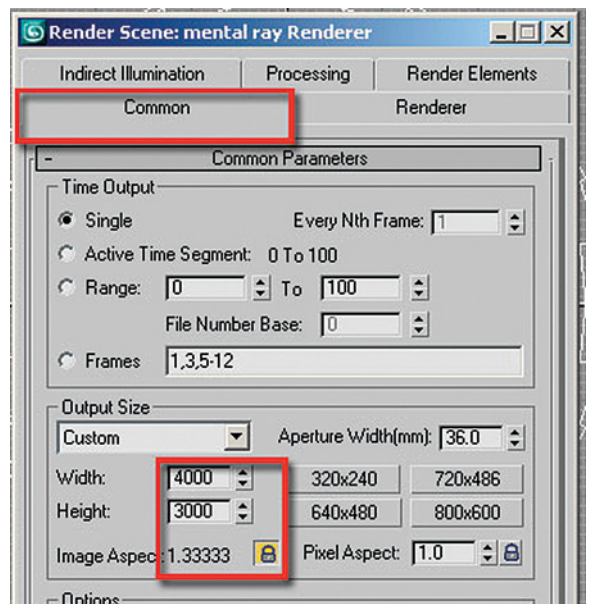 Render Scene: mental ray Renderer
Indirect Illumination Processing Render Elements
Common Renderer
- Common Parameters
Time Output
Single Every Nth Frame: 1
Active Time Segment: 0 To 100
Range: 0 To 100
File Number Base: 0
Frames 1,3,5-12
Output Size
Custom Aperture Width(mm): 36.0
Width: 4000 320x240 720x486
Height: 3000 640x480 800x600
Image Aspec: 1.33333 Pixel Aspect: 1.0
Options